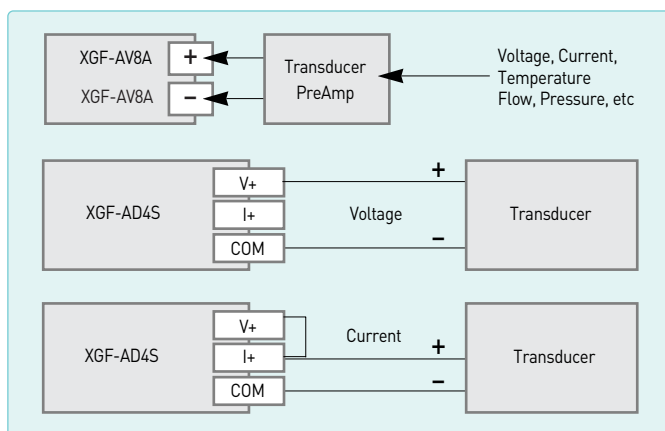 XGF-AV8A
XGF-AV8A
+
−
Transducer
PreAmp
Voltage, Current,
Temperature
Flow, Pressure, etc
XGF-AD4S
V+
I+
COM
Voltage
+
−
Transducer
XGF-AD4S
V+
I+
COM
Current
+
−
Transducer